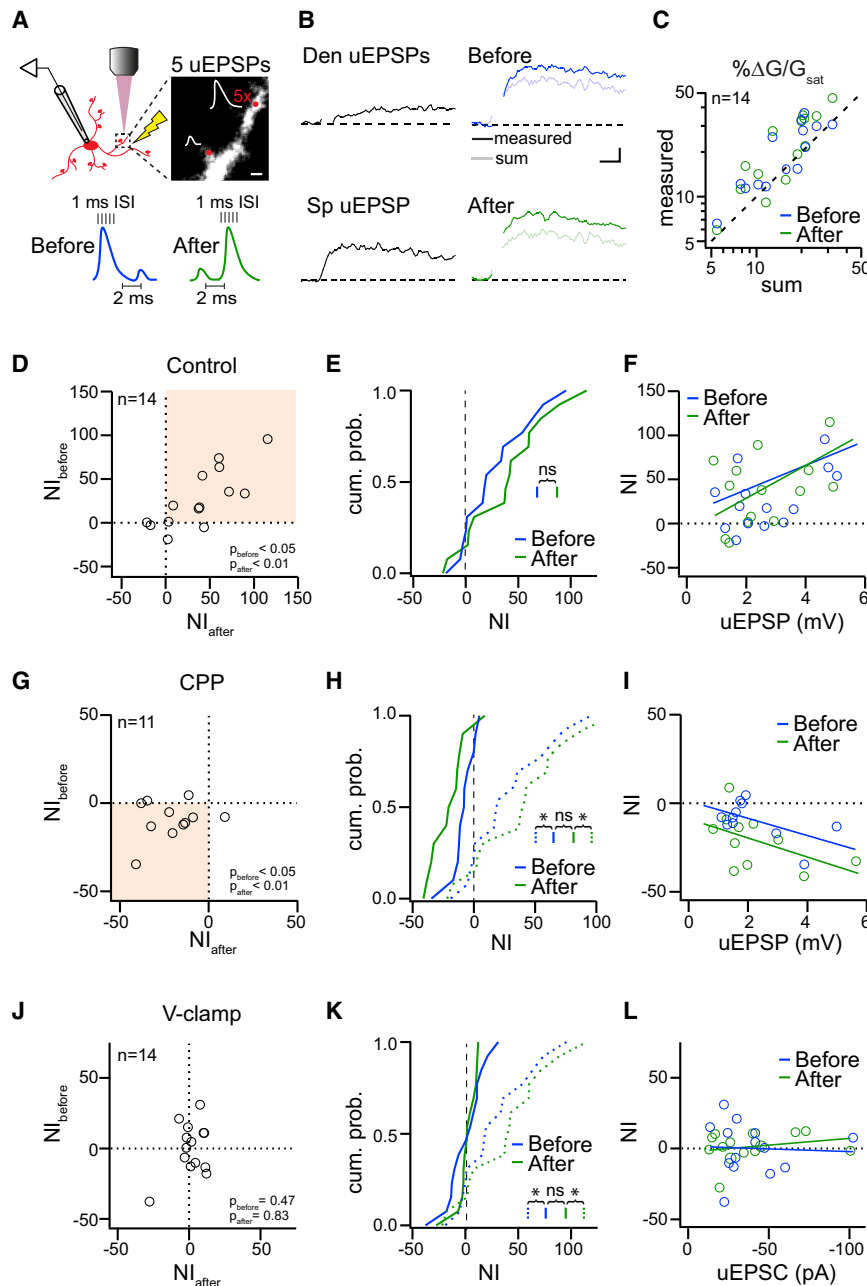 A
5 uEPSPs
5x
1 ms ISI
1 ms ISI
Before
After
2 ms
2 ms
B
Den uEPSPs
Before
measured
sum
Sp uEPSP
After
C
%ΔG/Gsat
n=14
50
10
5
measured
Before
After
5
10
50
sum
D
Control
n=14
150
100
50
0
-50
NIbefore
pbefore< 0.05
pafter< 0.01
-50
0
50
100
150
NIafter
E
1.0
0.5
0.0
cum. prob.
ns
Before
After
-50
0
50
100
NI
F
Before
After
150
100
50
0
-50
NI
0
2
4
6
uEPSP (mV)
G
CPP
n=11
50
0
-50
NIbefore
pbefore< 0.05
pafter< 0.01
-50
0
50
NIafter
H
1.0
0.5
0.0
cum. prob.
* ns *
Before
After
-50
0
50
100
NI
I
Before
After
50
0
-50
NI
0
2
4
6
uEPSP (mV)
J
V-clamp
n=14
50
0
-50
NIbefore
pbefore= 0.47
pafter= 0.83
-50
0
50
NIafter
K
1.0
0.5
0.0
cum. prob.
Before
After
* ns *
-50
0
50
100
NI
L
Before
After
50
0
-50
NI
0
-50
-100
uEPSC (pA)